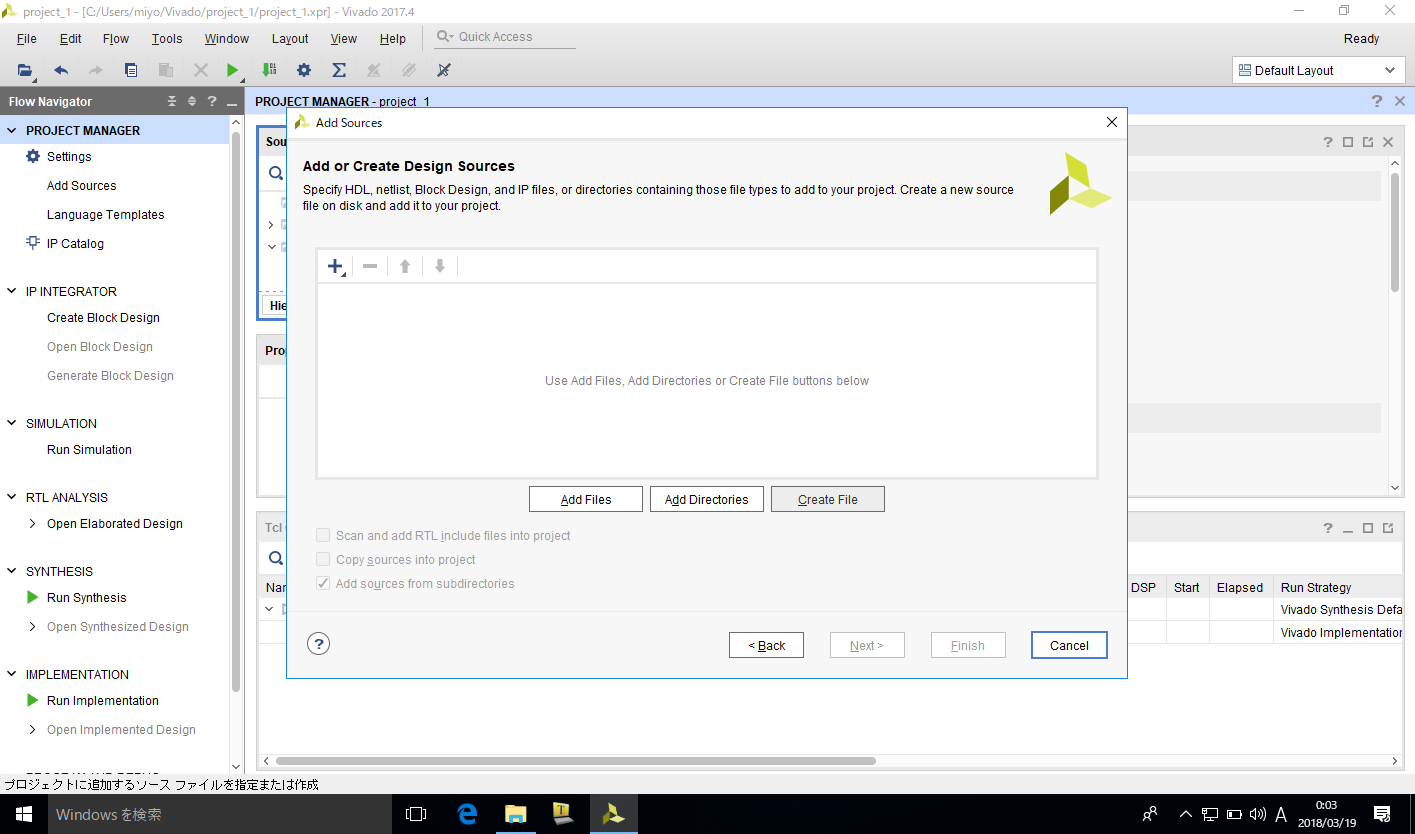 project_1 - [C:/Users/miyo/Vivado/project_1/project_1.xpr] - Vivado 2017.4
File Edit Flow Tools Window Layout View Help Quick Access Ready
Default Layout
Flow Navigator
PROJECT MANAGER - project_1
PROJECT MANAGER
Settings
Add Sources
Language Templates
IP Catalog
IP INTEGRATOR
Create Block Design
Open Block Design
Generate Block Design
SIMULATION
Run Simulation
RTL ANALYSIS
Open Elaborated Design
SYNTHESIS
Run Synthesis
Open Synthesized Design
IMPLEMENTATION
Run Implementation
Open Implemented Design
Sou
Hie
Pro
Tcl
Nar
Add Sources
Add or Create Design Sources
Specify HDL, netlist, Block Design, and IP files, or directories containing those file types to add to your project. Create a new source
file on disk and add it to your project.
Use Add Files, Add Directories or Create File buttons below
Add Files Add Directories Create File
Scan and add RTL include files into project
Copy sources into project
Add sources from subdirectories
? < Back Next > Finish Cancel
DSP Start Elapsed Run Strategy
Vivado Synthesis Defa
Vivado Implementation
プロジェクトに追加するソース ファイルを指定または作成
Windows を検索
A
0:03
2018/03/19